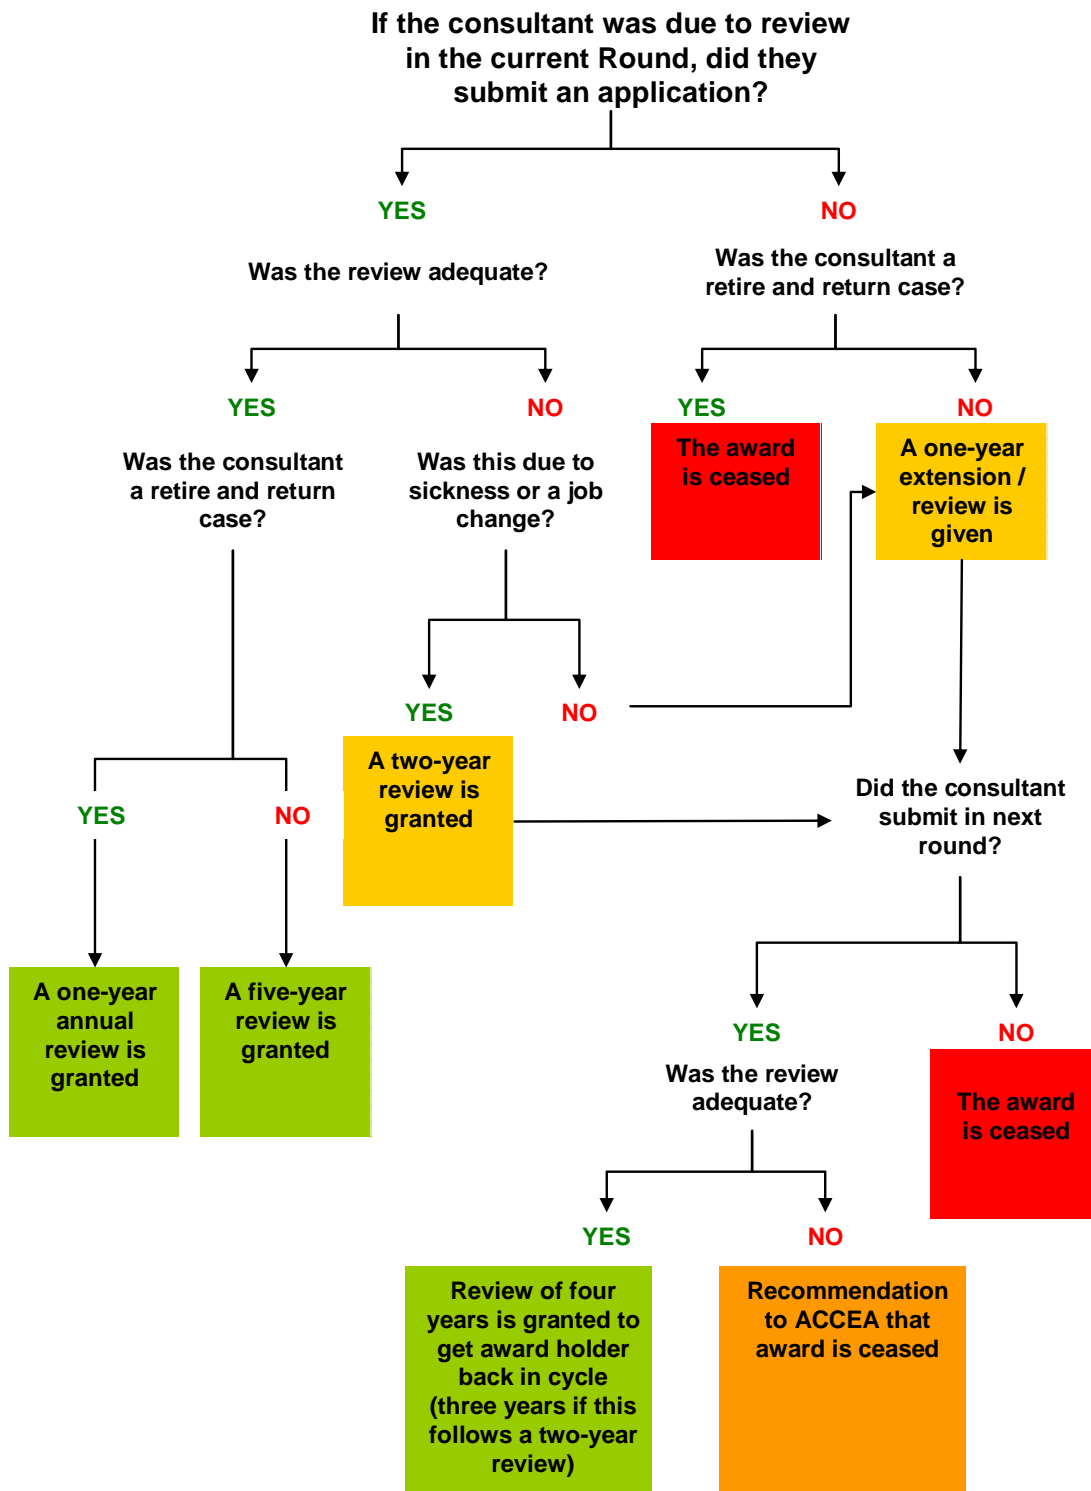 If the consultant was due to review
in the current Round, did they
submit an application?
YES
NO
Was the review adequate?
Was the consultant a
retire and return case?
YES
NO
YES
NO
Was the consultant
a retire and return
case?
Was this due to
sickness or a job
change?
The award
is ceased
A one-year
extension /
review is
given
YES
NO
A two-year
review is
granted
Did the consultant
submit in next
round?
YES
NO
A one-year
annual
review is
granted
A five-year
review is
granted
YES
NO
Was the review
adequate?
The award
is ceased
YES
NO
Review of four
years is granted to
get award holder
back in cycle
(three years if this
follows a two-year
review)
Recommendation
to ACCEA that
award is ceased